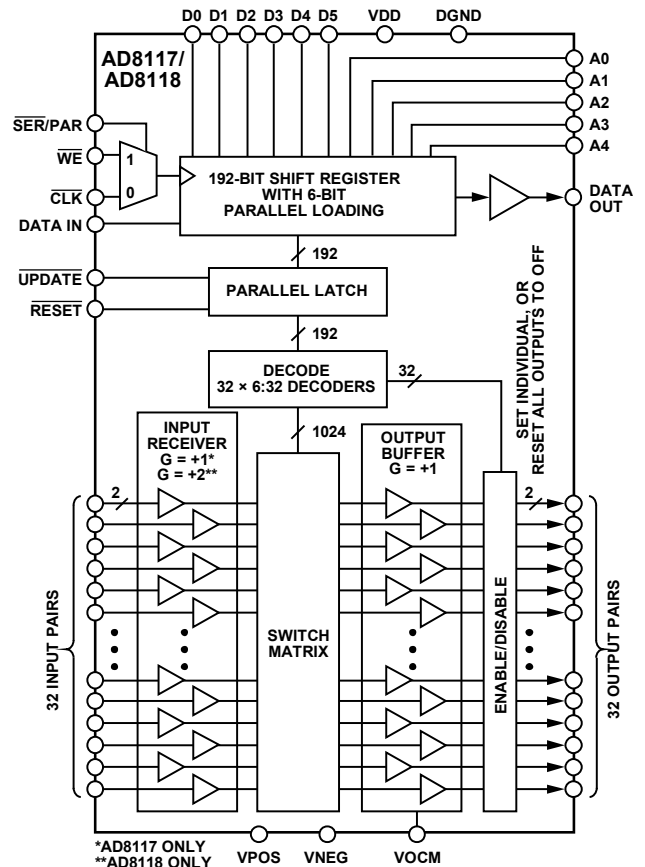 D0 D1 D2 D3 D4 D5 VDD DGND
AD8117/
AD8118
A0
A1
A2
A3
A4
SER/PAR
WE
CLK
DATA IN
1
0
192-BIT SHIFT REGISTER
WITH 6-BIT
PARALLEL LOADING
DATA
OUT
192
UPDATE
RESET
PARALLEL LATCH
192
DECODE
32 × 6:32 DECODERS
32
SET INDIVIDUAL, OR
RESET ALL OUTPUTS TO OFF
1024
INPUT
RECEIVER
G = +1*
G = +2**
OUTPUT
BUFFER
G = +1
2
2
32 INPUT PAIRS
SWITCH
MATRIX
ENABLE/DISABLE
32 OUTPUT PAIRS
*AD8117 ONLY
**AD8118 ONLY
VPOS VNEG VOCM